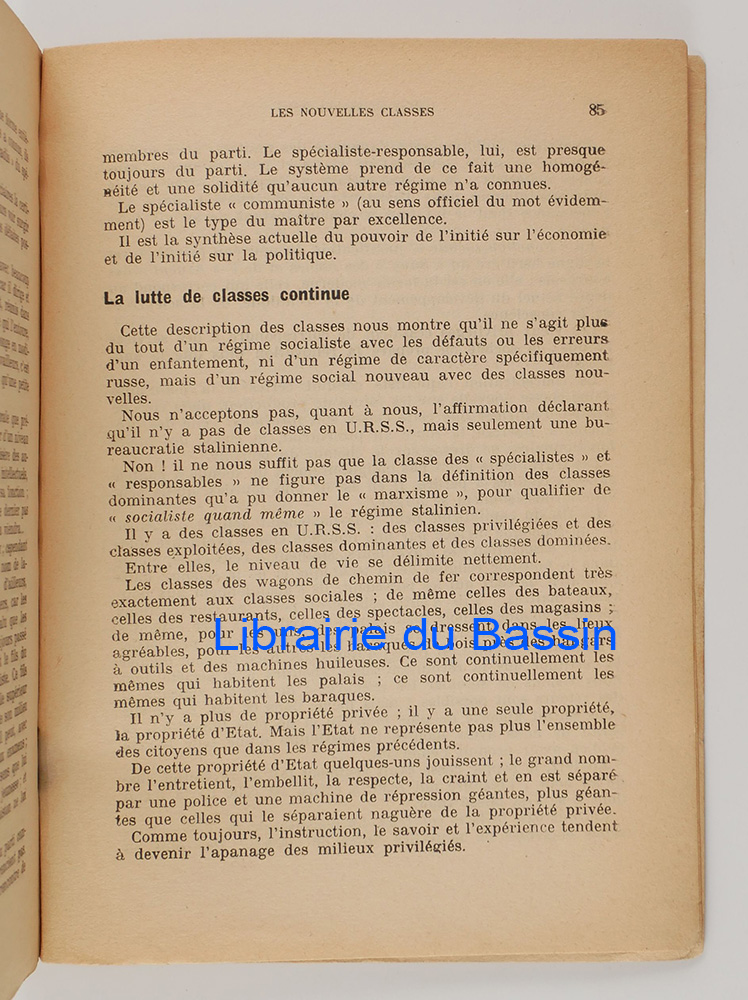 LES NOUVELLES CLASSES 85
membres du parti. Le spécialiste-responsable, lui, est presque
toujours du parti. Le système prend de ce fait une homogé-
néité et une solidité qu'aucun autre régime n'a connues.
Le spécialiste « communiste » (au sens officiel du mot évidem-
ment) est le type du maître par excellence.
Il est la synthèse actuelle du pouvoir de l'initié sur l'économie
et de l'initié sur la politique.
La lutte de classes continue
Cette description des classes nous montre qu'il ne s'agit plus
du tout d'un régime socialiste avec les défauts ou les erreurs
d'un enfantement, ni d'un régime de caractère spécifiquement
russe, mais d'un régime social nouveau avec des classes nou-
velles.
Nous n'acceptons pas, quant à nous, l'affirmation déclarant
qu'il n'y a pas de classes en U.R.S.S., mais seulement une bu-
reaucratie stalinienne.
Non ! il ne nous suffit pas que la classe des « spécialistes » et
« responsables » ne figure pas dans la définition des classes
dominantes qu'a pu donner le « marxisme », pour qualifier de
« socialiste quand même » le régime stalinien.
Il y a des classes en U.R.S.S. : des classes privilégiées et des
classes exploitées, des classes dominantes et des classes dominées.
Entre elles, le niveau de vie se délimite nettement.
Les classes des wagons de chemin de fer correspondent très
exactement aux classes sociales ; de même celles des bateaux,
celles des restaurants, celles des spectacles, celles des magasins ;
de même, pour les uns, des palais se dressent dans les lieux
agréables, pour les autres les baraques de bois près des hangars
à outils et des machines huileuses. Ce sont continuellement les
mêmes qui habitent les palais ; ce sont continuellement les
mêmes qui habitent les baraques.
Il n'y a plus de propriété privée ; il y a une seule propriété,
la propriété d'Etat. Mais l'Etat ne représente pas plus l'ensemble
des citoyens que dans les régimes précédents.
De cette propriété d'Etat quelques-uns jouissent ; le grand nom-
bre l'entretient, l'embellit, la respecte, la craint et en est séparé
par une police et une machine de répression géantes, plus géan-
tes que celles qui le séparaient naguère de la propriété privée.
Comme toujours, l'instruction, le savoir et l'expérience tendent
à devenir l'apanage des milieux privilégiés.
Librairie du Bassin